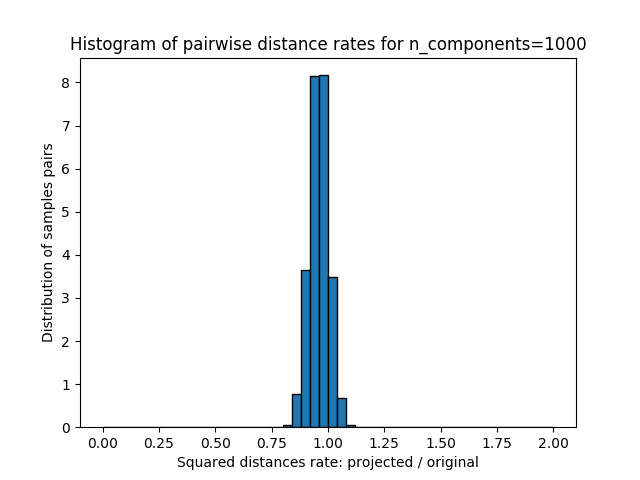 Histogram of pairwise distance rates for n_components=1000
8
7
6
5
4
3
2
1
0
Distribution of samples pairs
0.00 0.25 0.50 0.75 1.00 1.25 1.50 1.75 2.00
Squared distances rate: projected / original